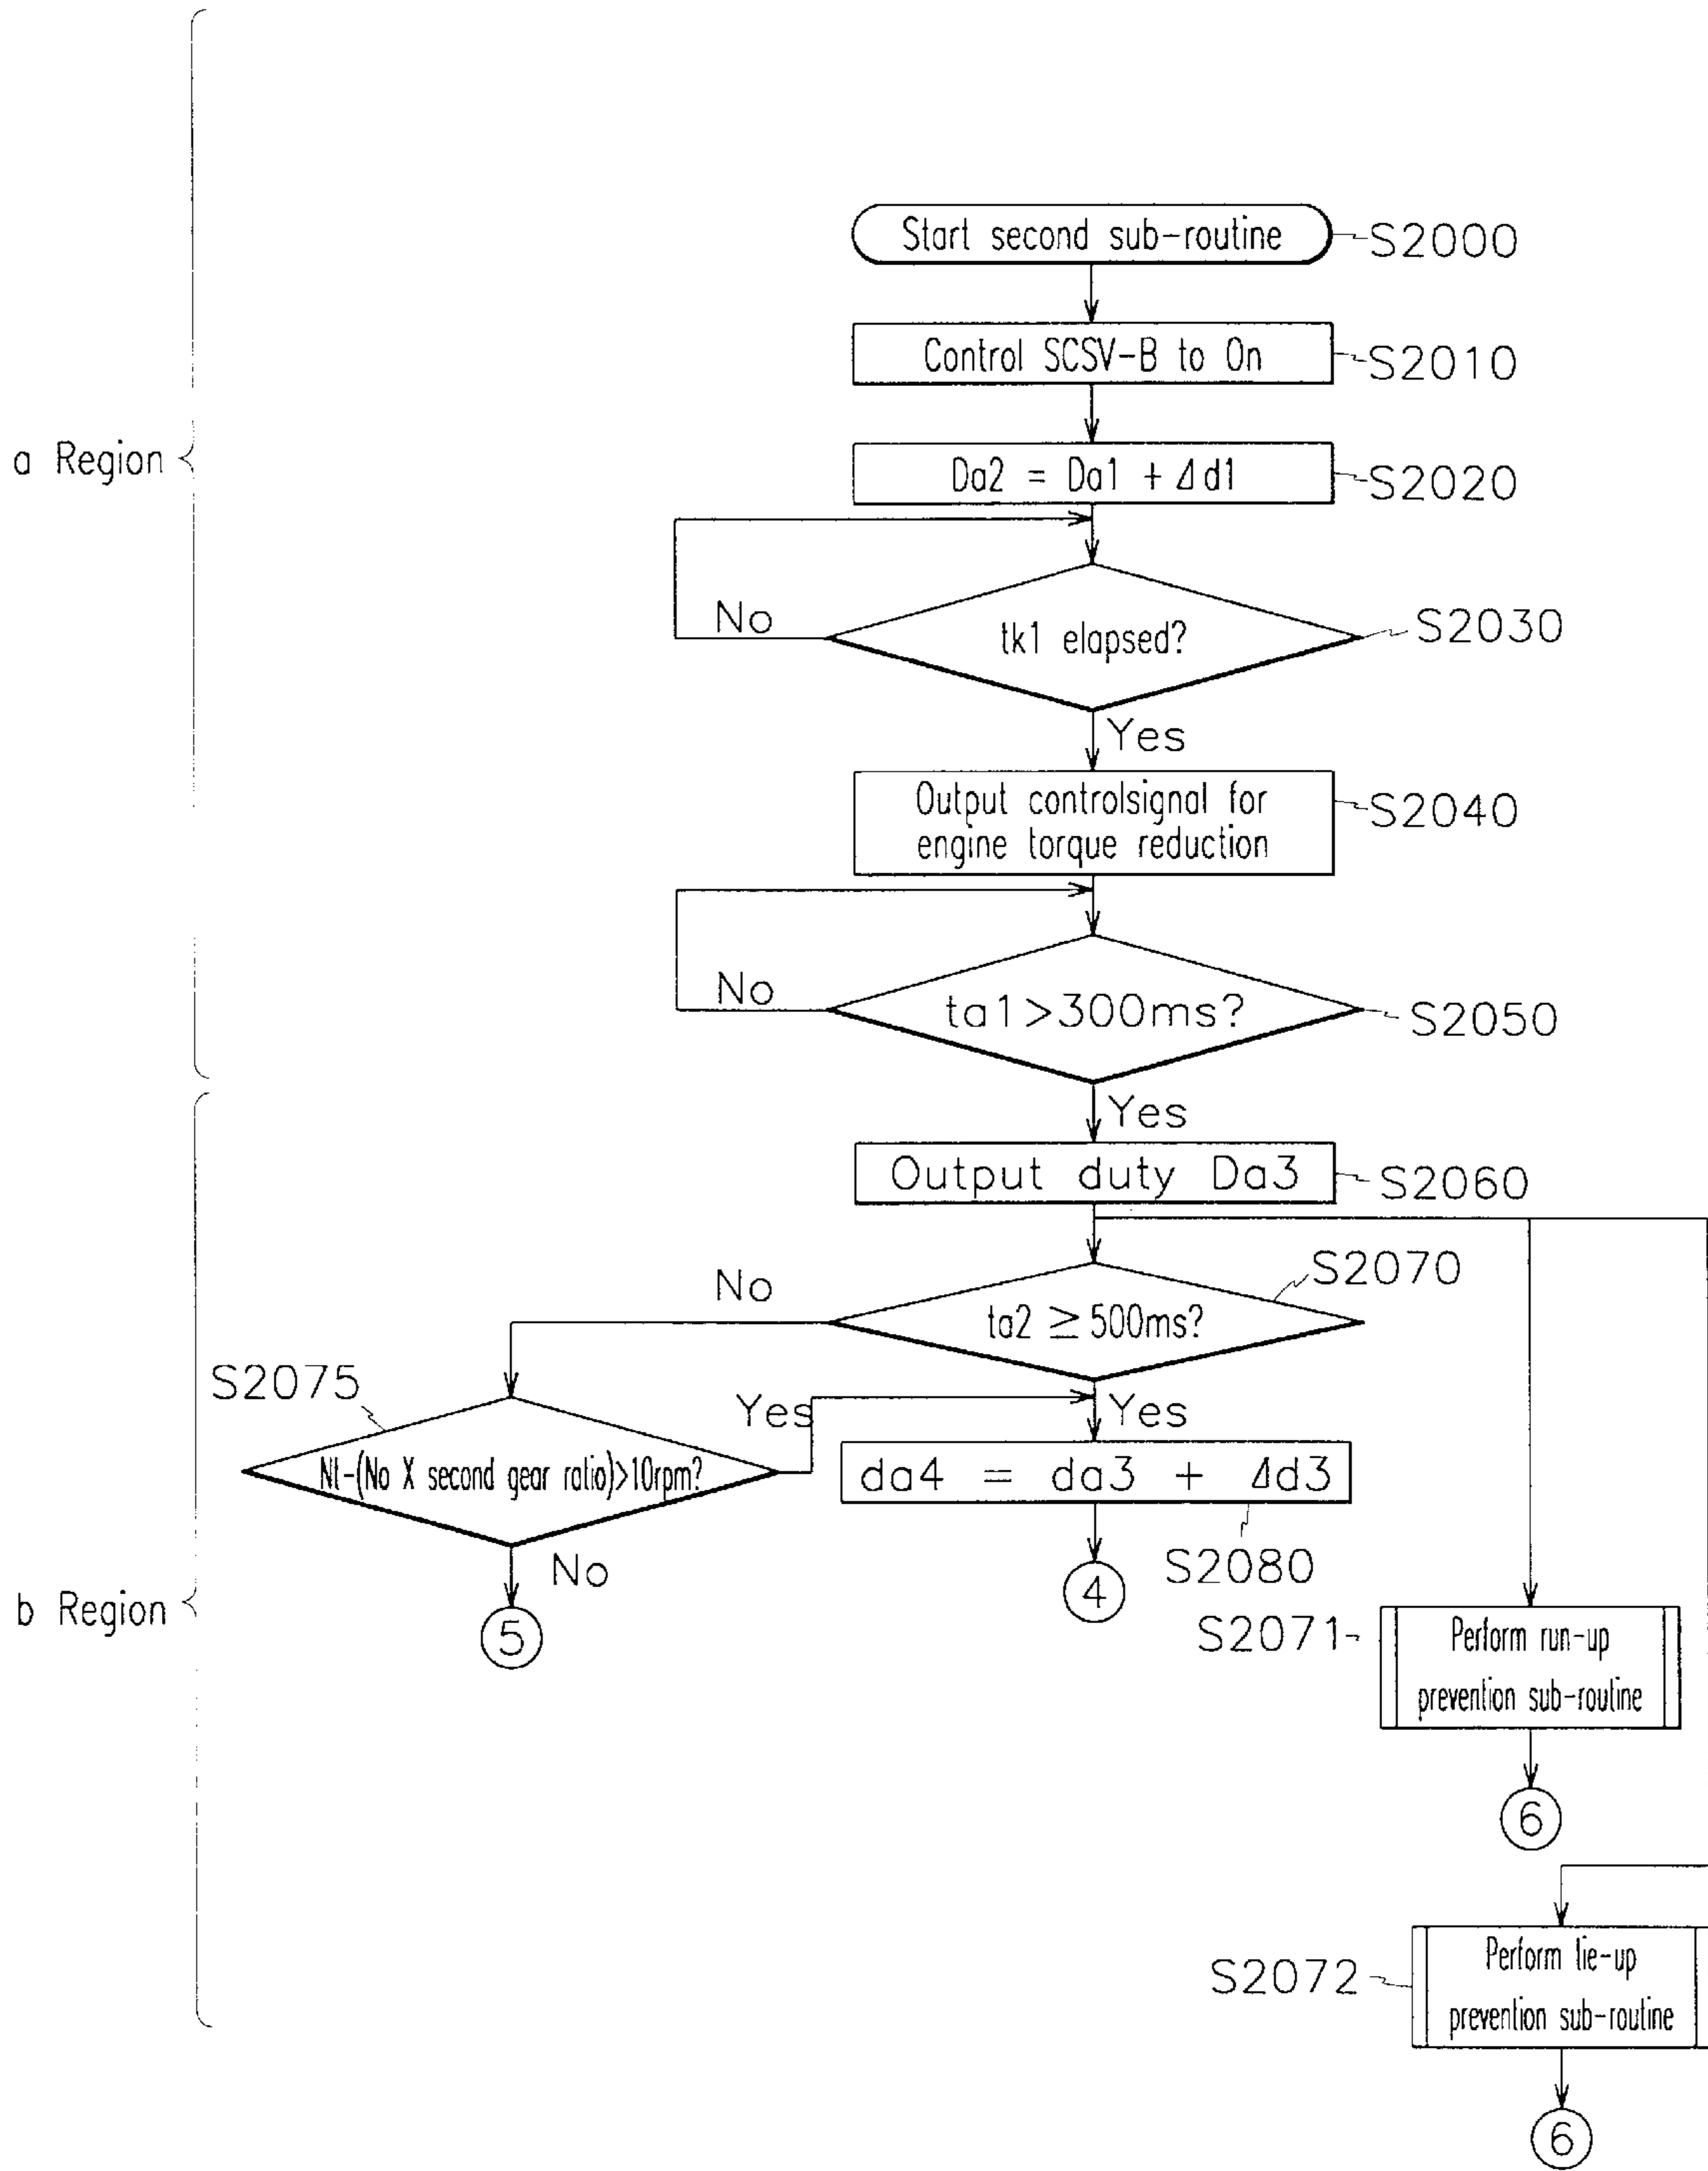 Start second sub-routine
S2000
Control SCSV-B to On
S2010
a Region
Da2 = Da1 + Δd1
S2020
No
tk1 elapsed?
S2030
Yes
Output controlsignal for
engine torque reduction
S2040
No
ta1>300ms?
S2050
Yes
Output duty Da3
S2060
No
ta2 ≥ 500ms?
S2070
S2075
Yes
Yes
Nt-(No X second gear ratio)>10rpm?
da4 = da3 + Δd3
No
S2080
4
b Region
5
S2071
Perform run-up
prevention sub-routine
6
S2072
Perform lie-up
prevention sub-routine
6